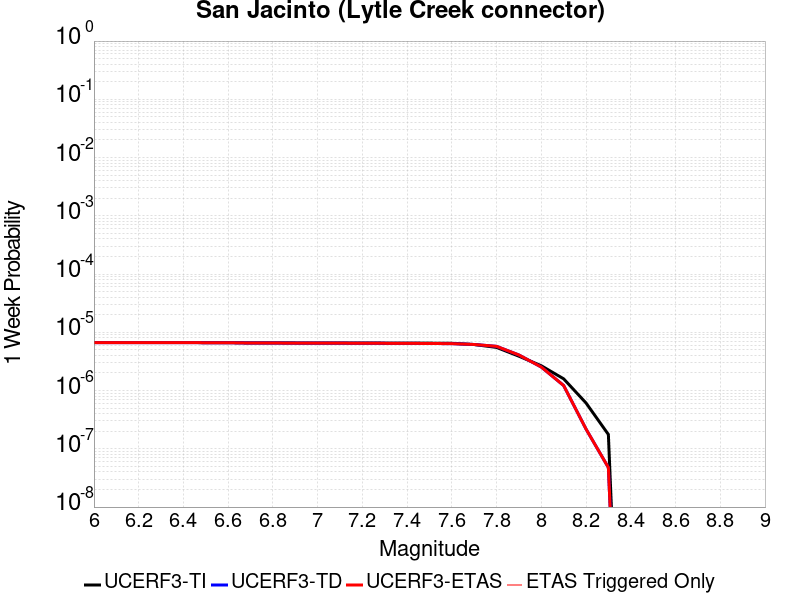 San Jacinto (Lytle Creek connector)
10^0
10^-1
10^-2
10^-3
10^-4
10^-5
10^-6
10^-7
10^-8
1 Week Probability
6 6.2 6.4 6.6 6.8 7 7.2 7.4 7.6 7.8 8 8.2 8.4 8.6 8.8 9
Magnitude
UCERF3-TI UCERF3-TD UCERF3-ETAS ETAS Triggered Only